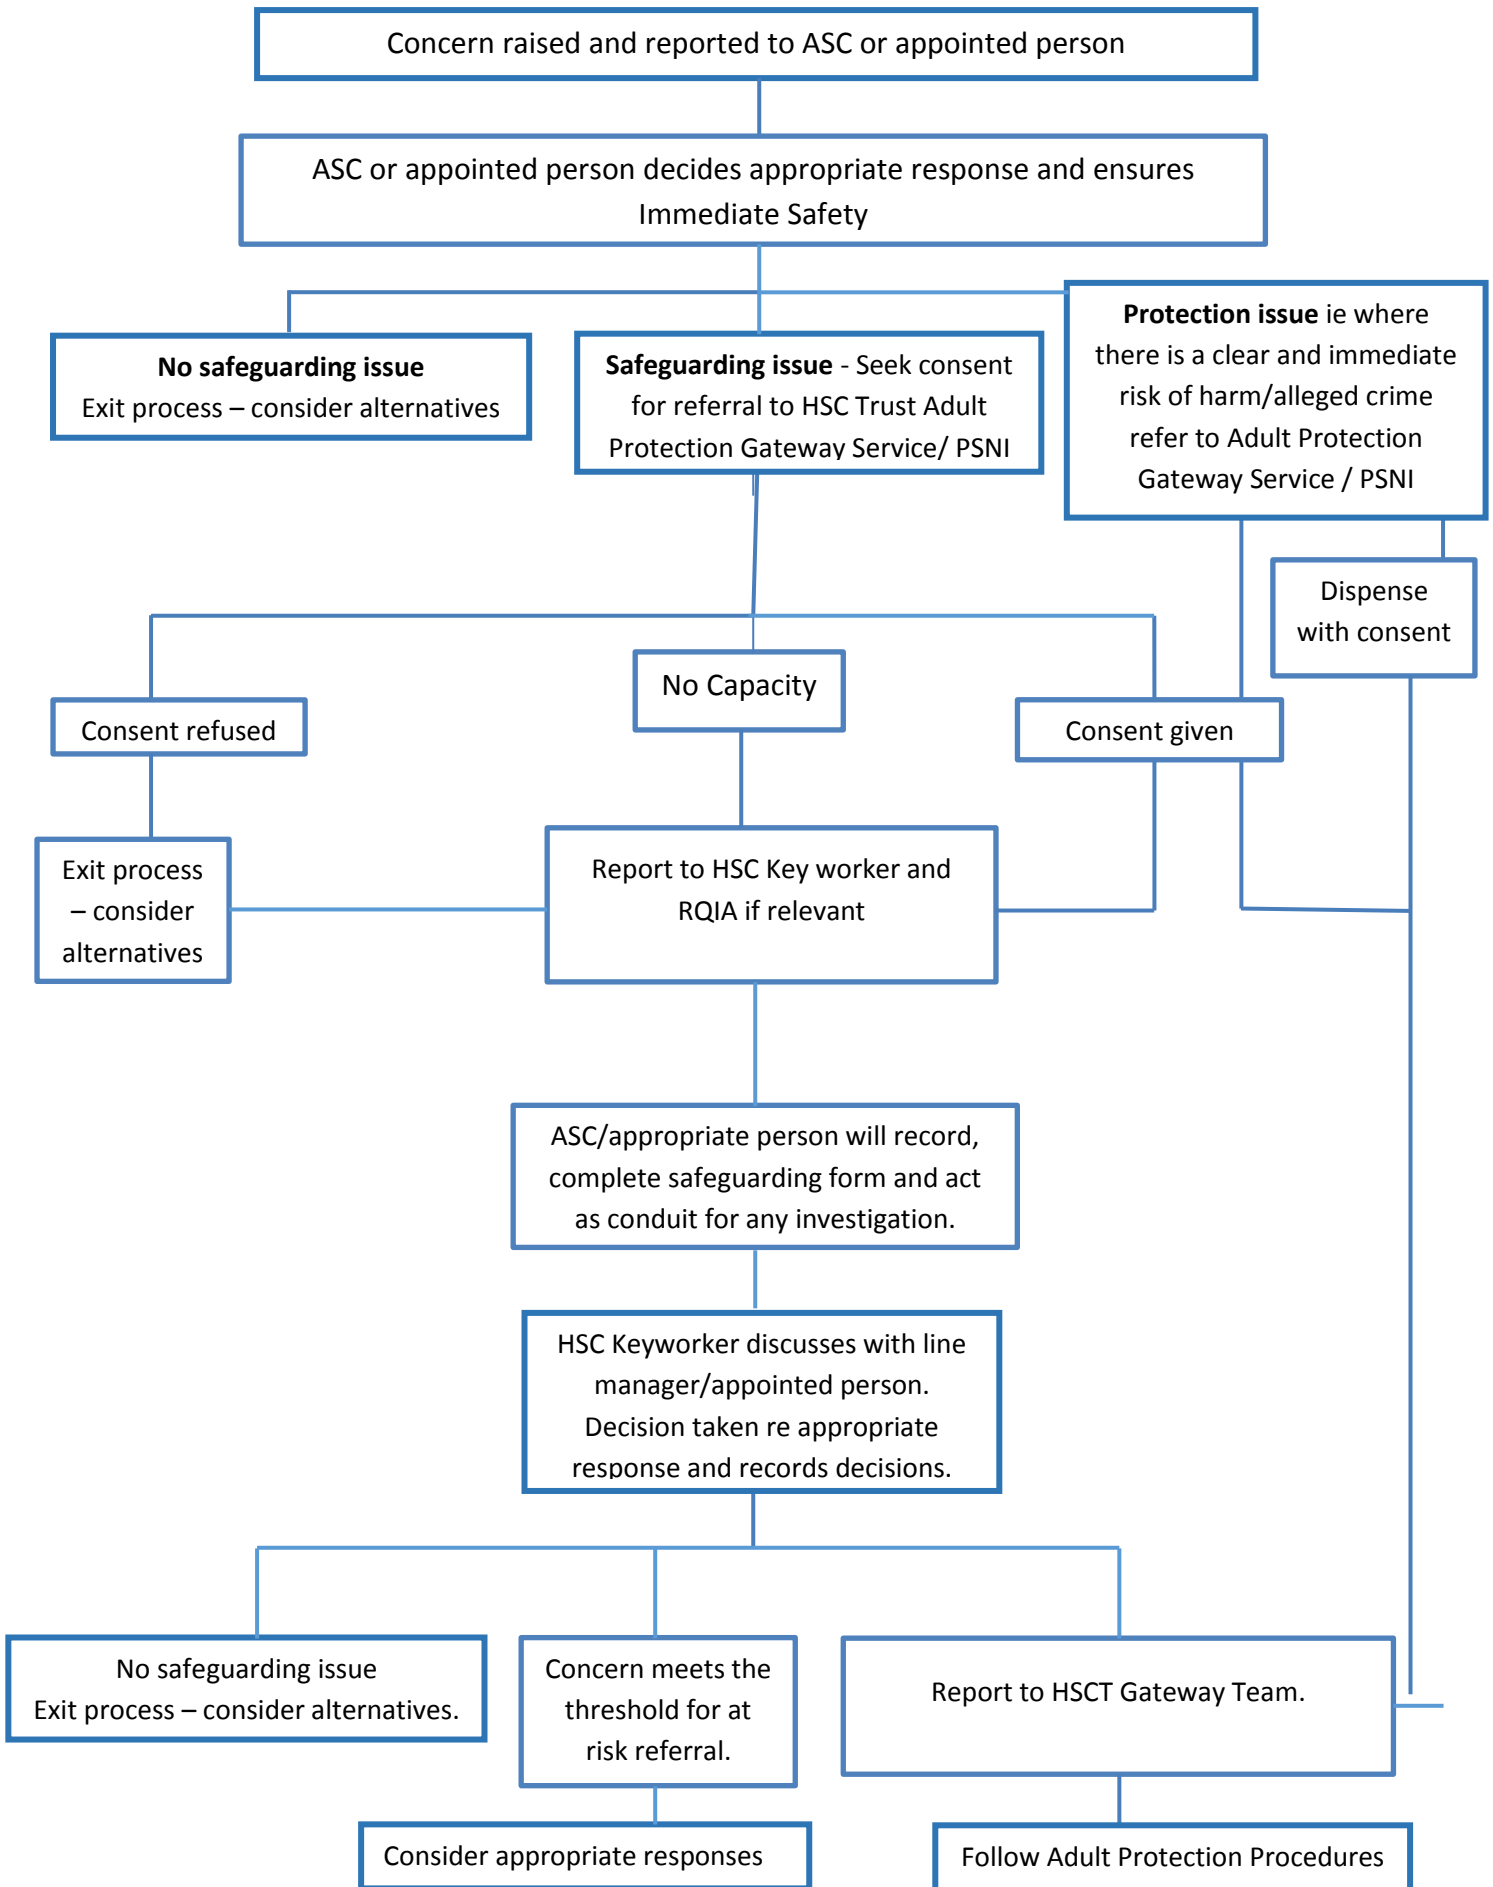 Concern raised and reported to ASC or appointed person
ASC or appointed person decides appropriate response and ensures
Immediate Safety
No safeguarding issue
Exit process – consider alternatives
Safeguarding issue - Seek consent
for referral to HSC Trust Adult
Protection Gateway Service/ PSNI
Protection issue ie where
there is a clear and immediate
risk of harm/alleged crime
refer to Adult Protection
Gateway Service / PSNI
Dispense
with consent
Consent refused
No Capacity
Consent given
Exit process
– consider
alternatives
Report to HSC Key worker and
RQIA if relevant
ASC/appropriate person will record,
complete safeguarding form and act
as conduit for any investigation.
HSC Keyworker discusses with line
manager/appointed person.
Decision taken re appropriate
response and records decisions.
No safeguarding issue
Exit process – consider alternatives.
Concern meets the
threshold for at
risk referral.
Report to HSCT Gateway Team.
Consider appropriate responses
Follow Adult Protection Procedures